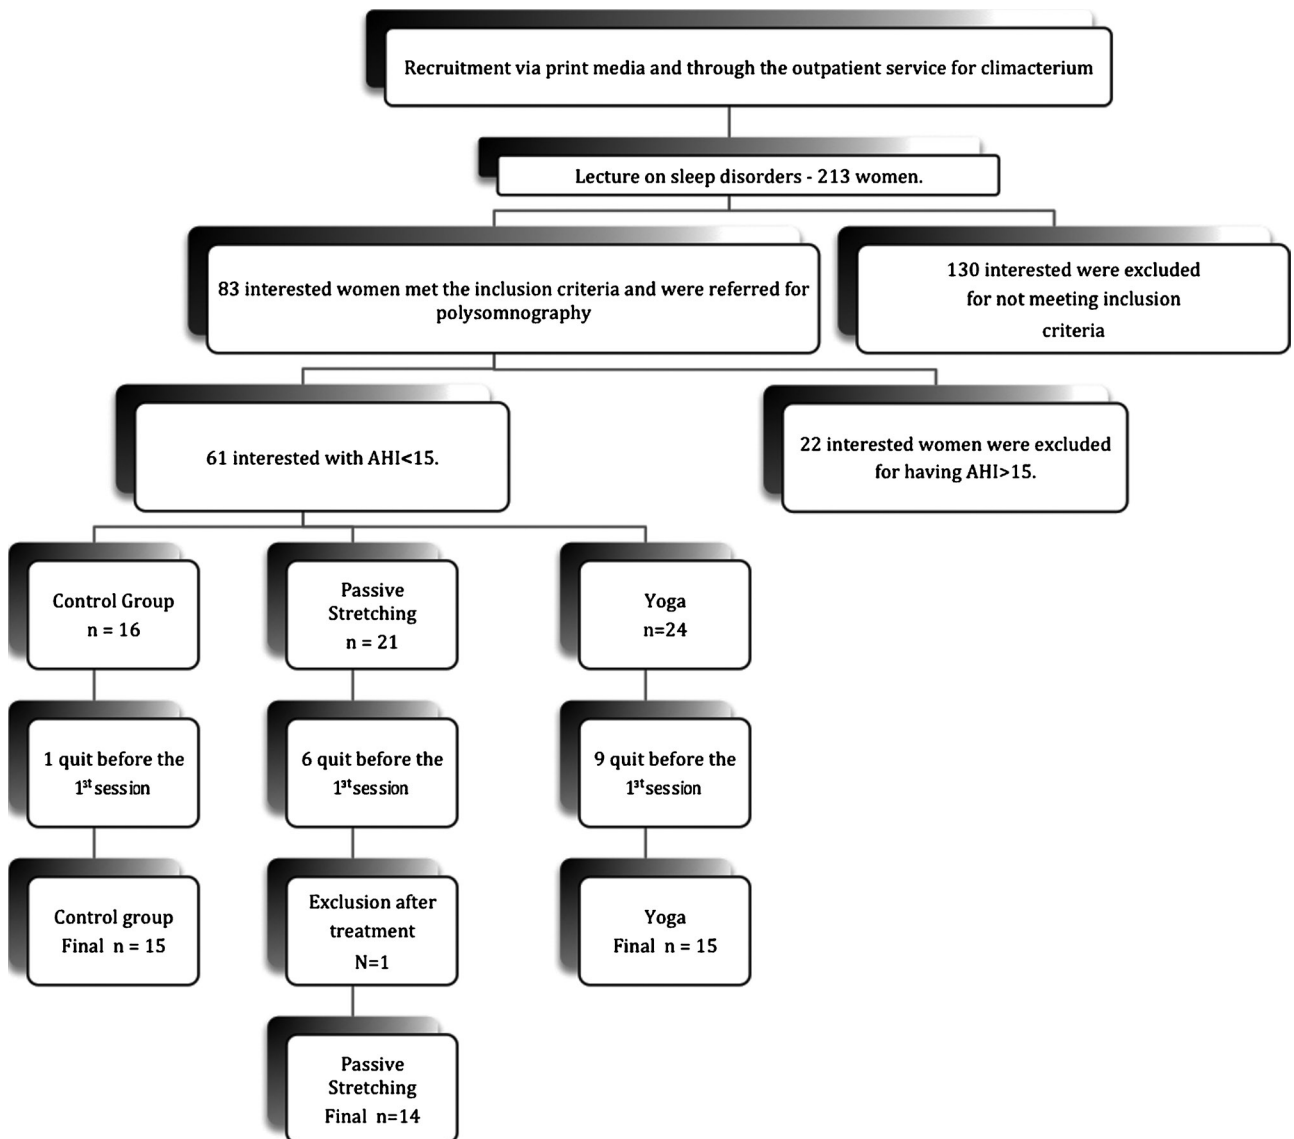 Recruitment via print media and through the outpatient service for climacterium
Lecture on sleep disorders - 213 women.
83 interested women met the inclusion criteria and were referred for
polysomnography
130 interested were excluded
for not meeting inclusion
criteria
61 interested with AHI<15.
22 interested women were excluded
for having AHI>15.
Control Group
n = 16
Passive
Stretching
n = 21
Yoga
n=24
1 quit before the
1st session
6 quit before the
1st session
9 quit before the
1st session
Control group
Final n = 15
Exclusion after
treatment
N=1
Yoga
Final n = 15
Passive
Stretching
Final n=14